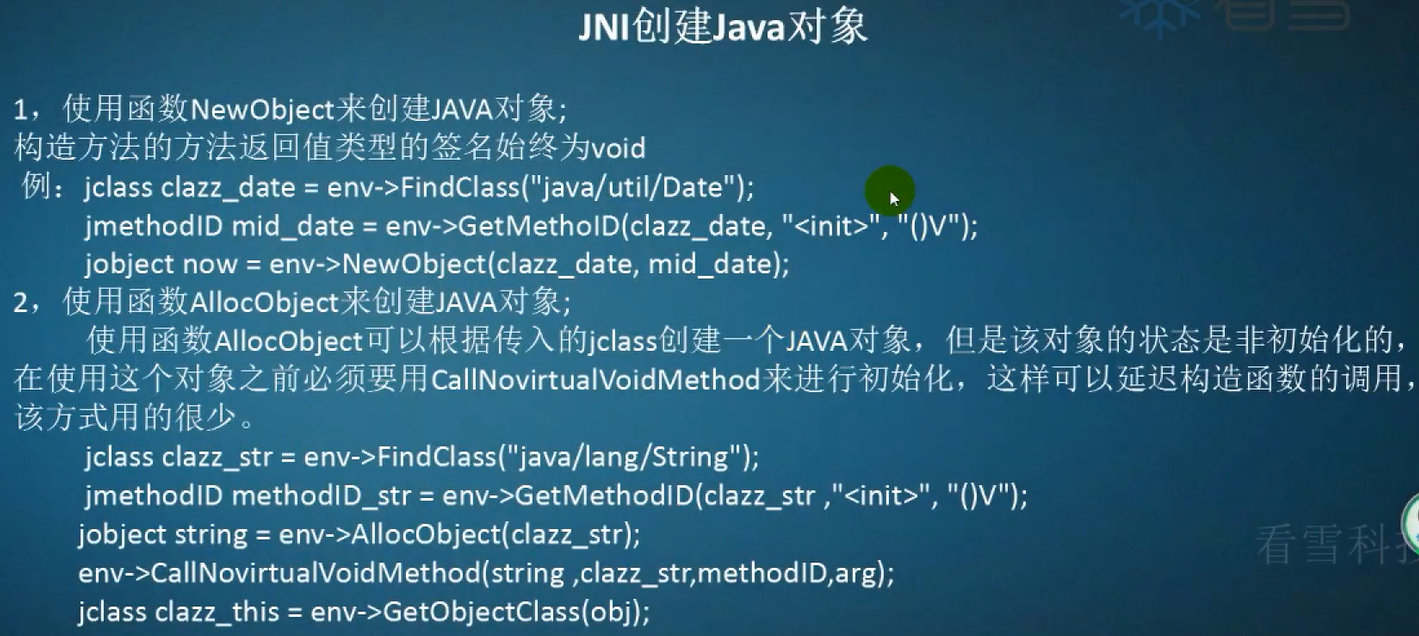 看雪
JNI创建Java对象
1，使用函数NewObject来创建JAVA对象;
构造方法的方法返回值类型的签名始终为void
例：jclass clazz_date = env->FindClass("java/util/Date");
jmethodID mid_date = env->GetMethoID(clazz_date, "<init>", "()V");
jobject now = env->NewObject(clazz_date, mid_date);
2，使用函数AllocObject来创建JAVA对象;
使用函数AllocObject可以根据传入的jclass创建一个JAVA对象，但是该对象的状态是非初始化的，
在使用这个对象之前必须要用CallNovirtualVoidMethod来进行初始化，这样可以延迟构造函数的调用，
该方式用的很少。
jclass clazz_str = env->FindClass("java/lang/String");
jmethodID methodID_str = env->GetMethodID(clazz_str ,"<init>", "()V");
jobject string = env->AllocObject(clazz_str);
看雪科技
env->CallNovirtualVoidMethod(string ,clazz_str,methodID,arg);
jclass clazz_this = env->GetObjectClass(obj);